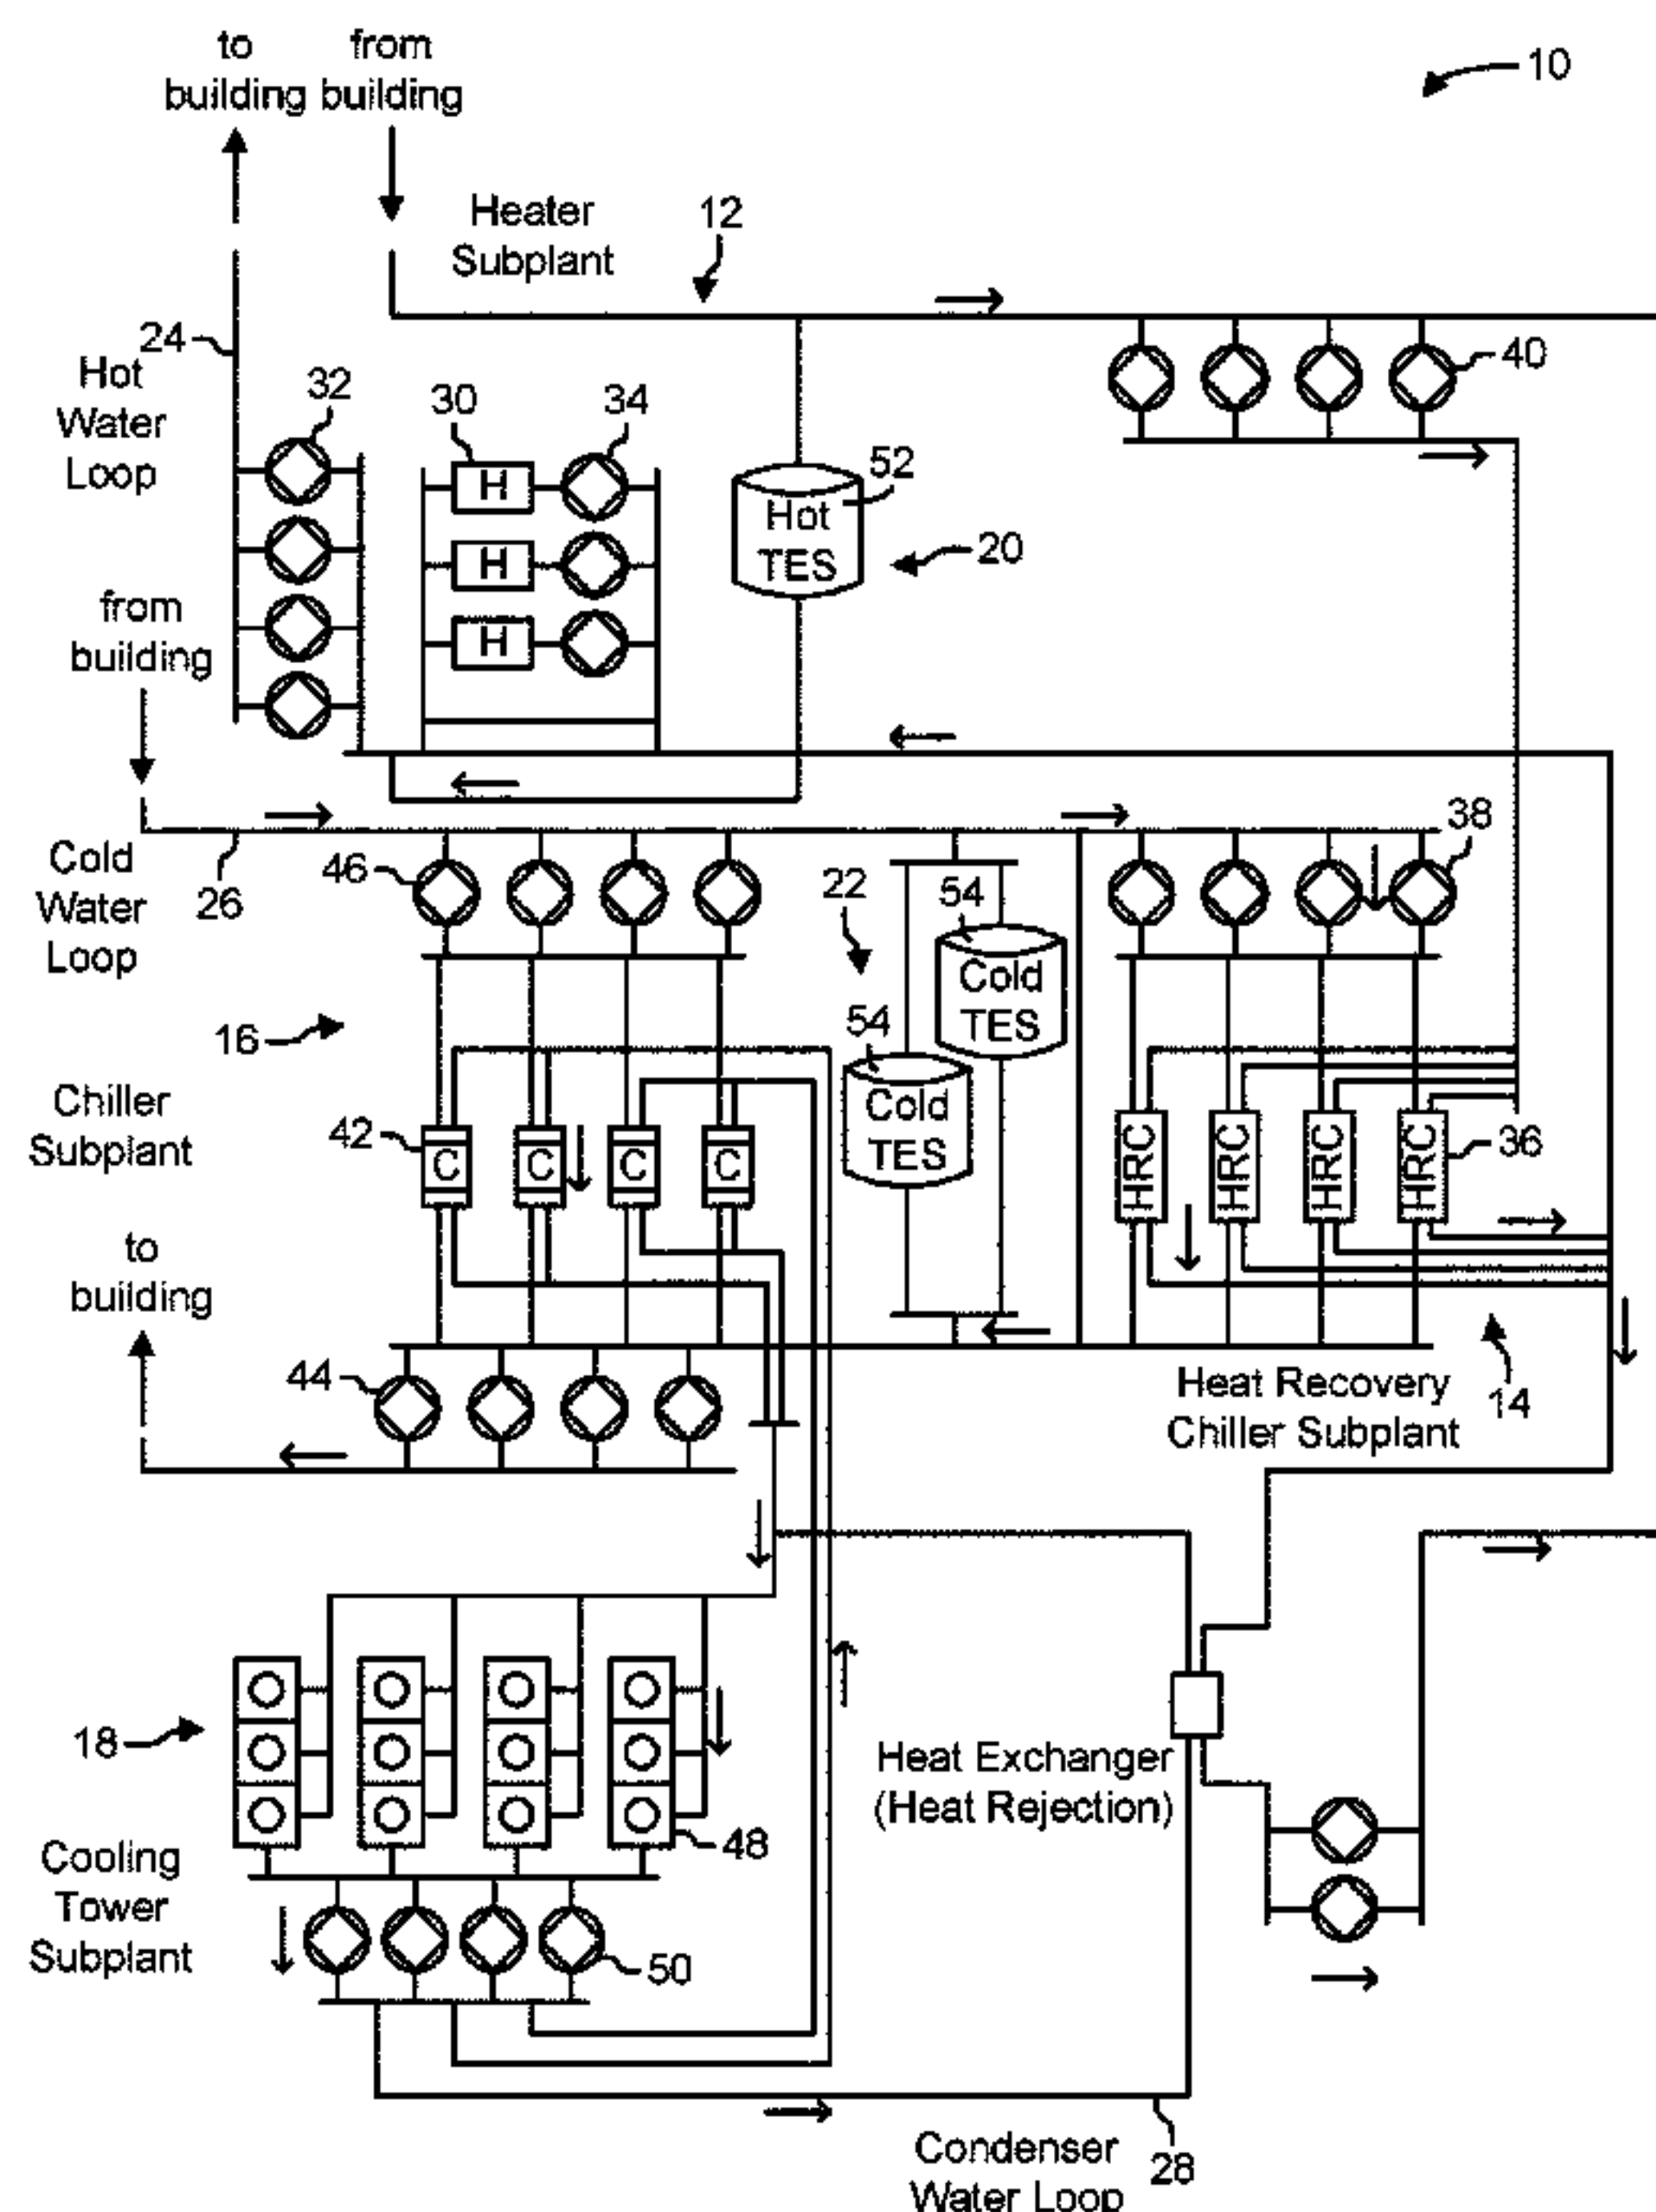 to from
building building
10
Heater
Subplant
12
24
Hot
Water
Loop
32
30
34
40
H
H
H
52
Hot
TES
20
from
building
Cold
Water
Loop
26
46
22
54
38
Cold
TES
16
54
Cold
TES
Chiller
Subplant
42
C
C
C
C
HRC
HRC
HRC
HRC
36
to
building
44
Heat Recovery
Chiller Subplant
14
18
Heat Exchanger
(Heat Rejection)
48
Cooling
Tower
Subplant
50
Condenser
Water Loop
28